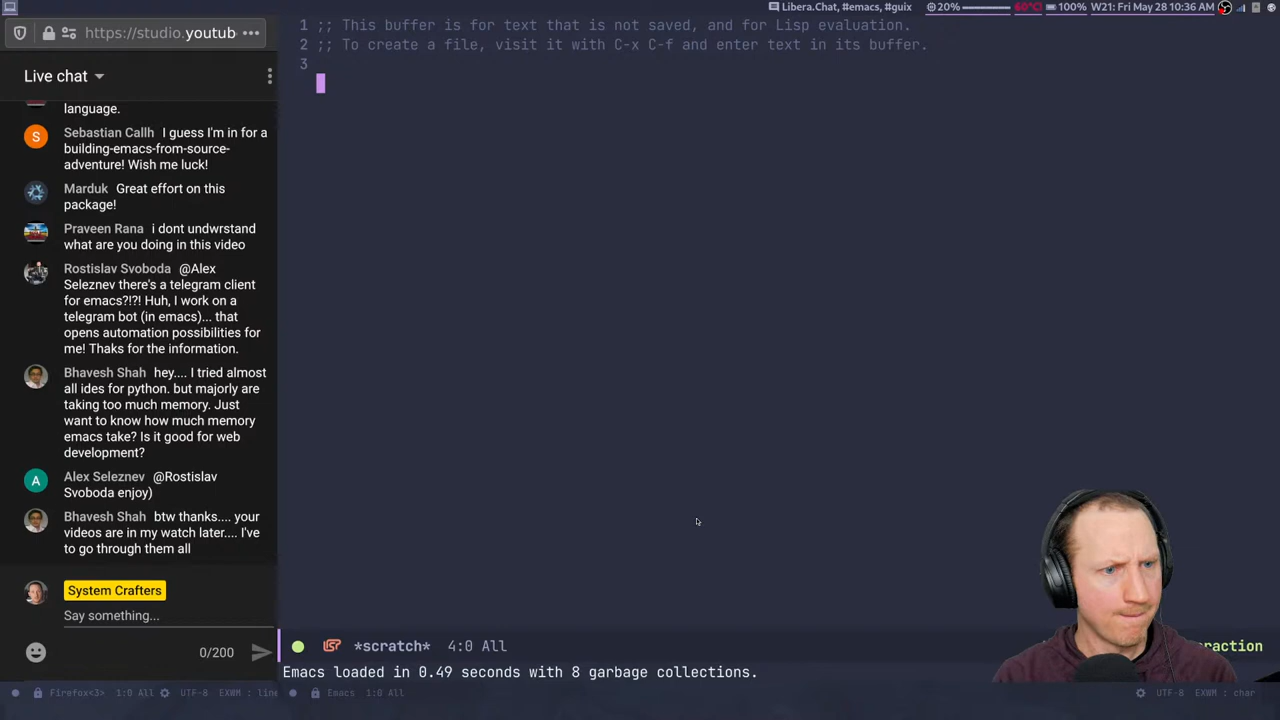 Libera.Chat, #emacs, #guix
20%
60°C
100%
W21: Fri May 28 10:36 AM
https://studio.youtub
Live chat
language.
Sebastian Callh I guess I'm in for a
building-emacs-from-source-
adventure! Wish me luck!
Marduk Great effort on this
package!
Praveen Rana i dont undwrstand
what are you doing in this video
Rostislav Svoboda @Alex
Seleznev there's a telegram client
for emacs?!?! Huh, I work on a
telegram bot (in emacs)... that
opens automation possibilities for
me! Thaks for the information.
Bhavesh Shah hey.... I tried almost
all ides for python. but majorly are
taking too much memory. Just
want to know how much memory
emacs take? Is it good for web
development?
Alex Seleznev @Rostislav
Svoboda enjoy)
Bhavesh Shah btw thanks.... your
videos are in my watch later.... I've
to go through them all
System Crafters
Say something...
0/200
Firefox<3> 1:0 All UTF-8 EXWM : line
1 ;; This buffer is for text that is not saved, and for Lisp evaluation.
2 ;; To create a file, visit it with C-x C-f and enter text in its buffer.
3
*scratch* 4:0 All
raction
Emacs loaded in 0.49 seconds with 8 garbage collections.
Emacs 1:0 All
UTF-8 EXWM : char